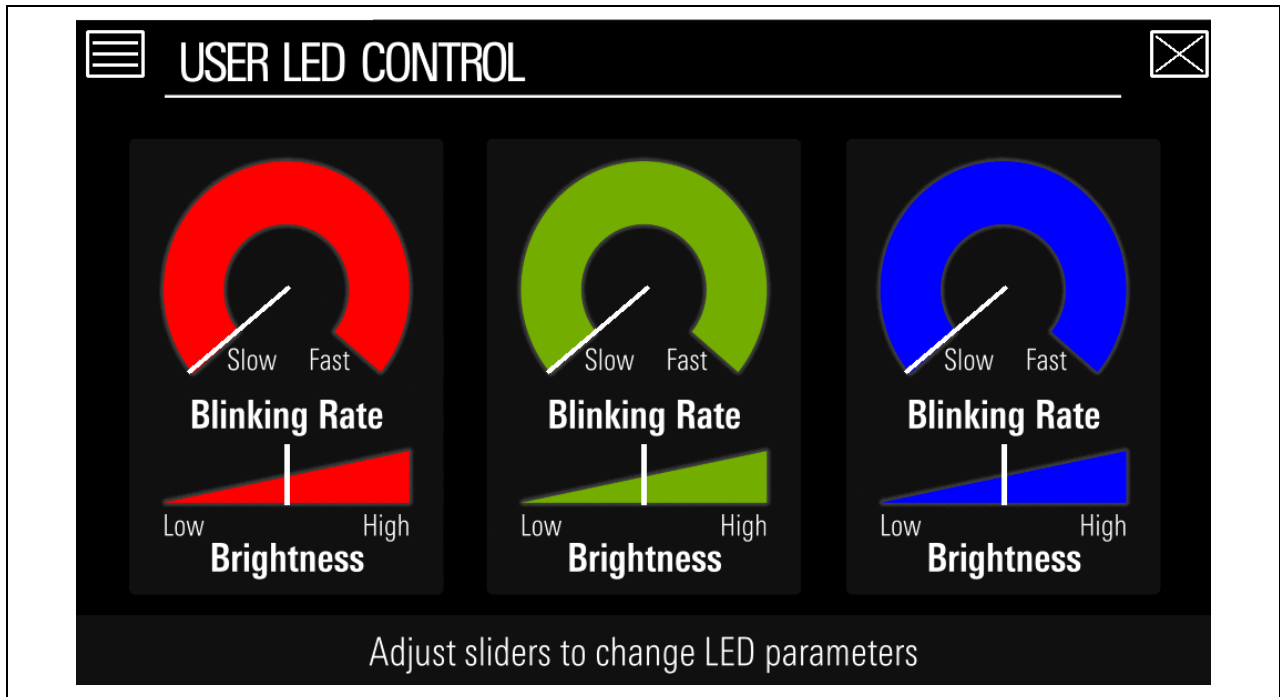 USER LED CONTROL
Slow Fast
Blinking Rate
Low High
Brightness
Slow Fast
Blinking Rate
Low High
Brightness
Slow Fast
Blinking Rate
Low High
Brightness
Adjust sliders to change LED parameters